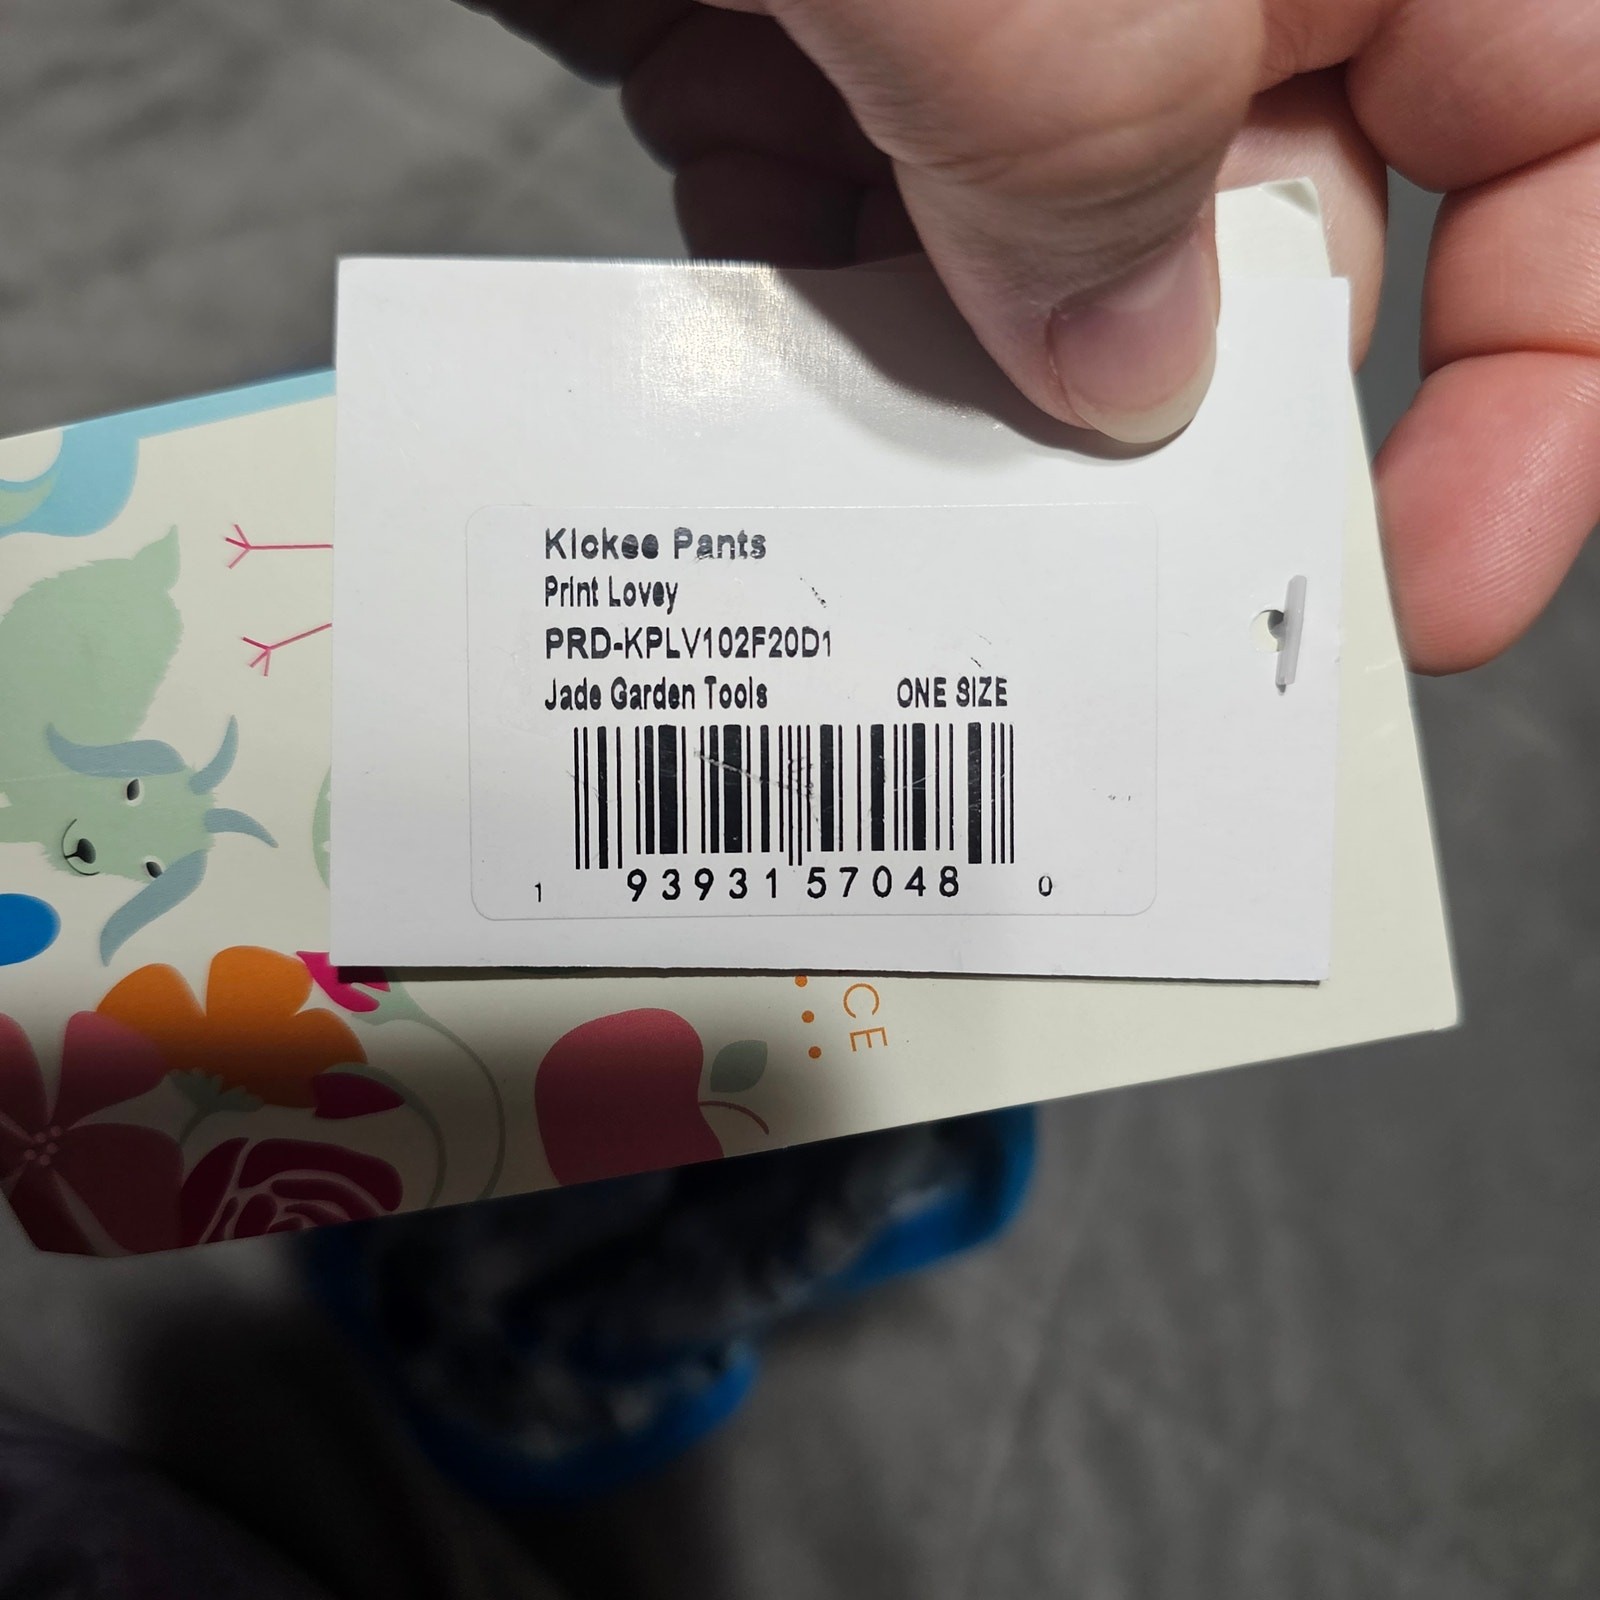 Kickee Pants
Print Lovey
PRD-KPLV102F20D1
Jade Garden Tools ONE SIZE
1 93931 57048 0
CE